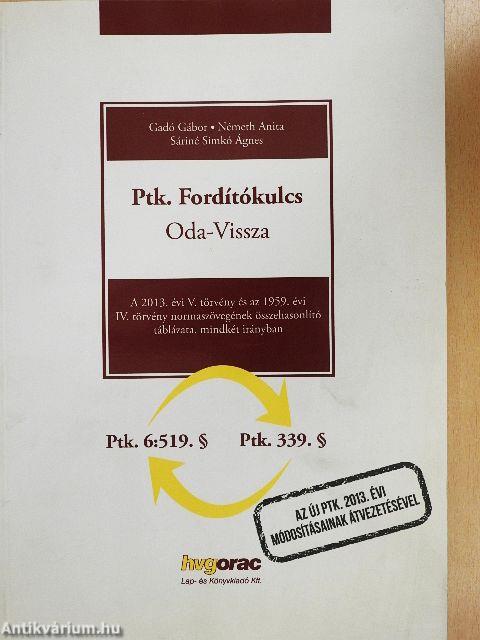 Gadó Gábor • Németh Anita
Sáriné Simkó Ágnes
Ptk. Fordítókulcs
Oda-Vissza
A 2013. évi V. törvény és az 1959. évi
IV. törvény normaszövegének összehasonlító
táblázata, mindkét irányban
Ptk. 6:519. § Ptk. 339. §
AZ ÚJ PTK. 2013. ÉVI
MÓDOSÍTÁSAINAK ÁTVEZETÉSÉVEL
hvgorac
Lap- és Könyvkiadó Kft.
Antikvárium.hu